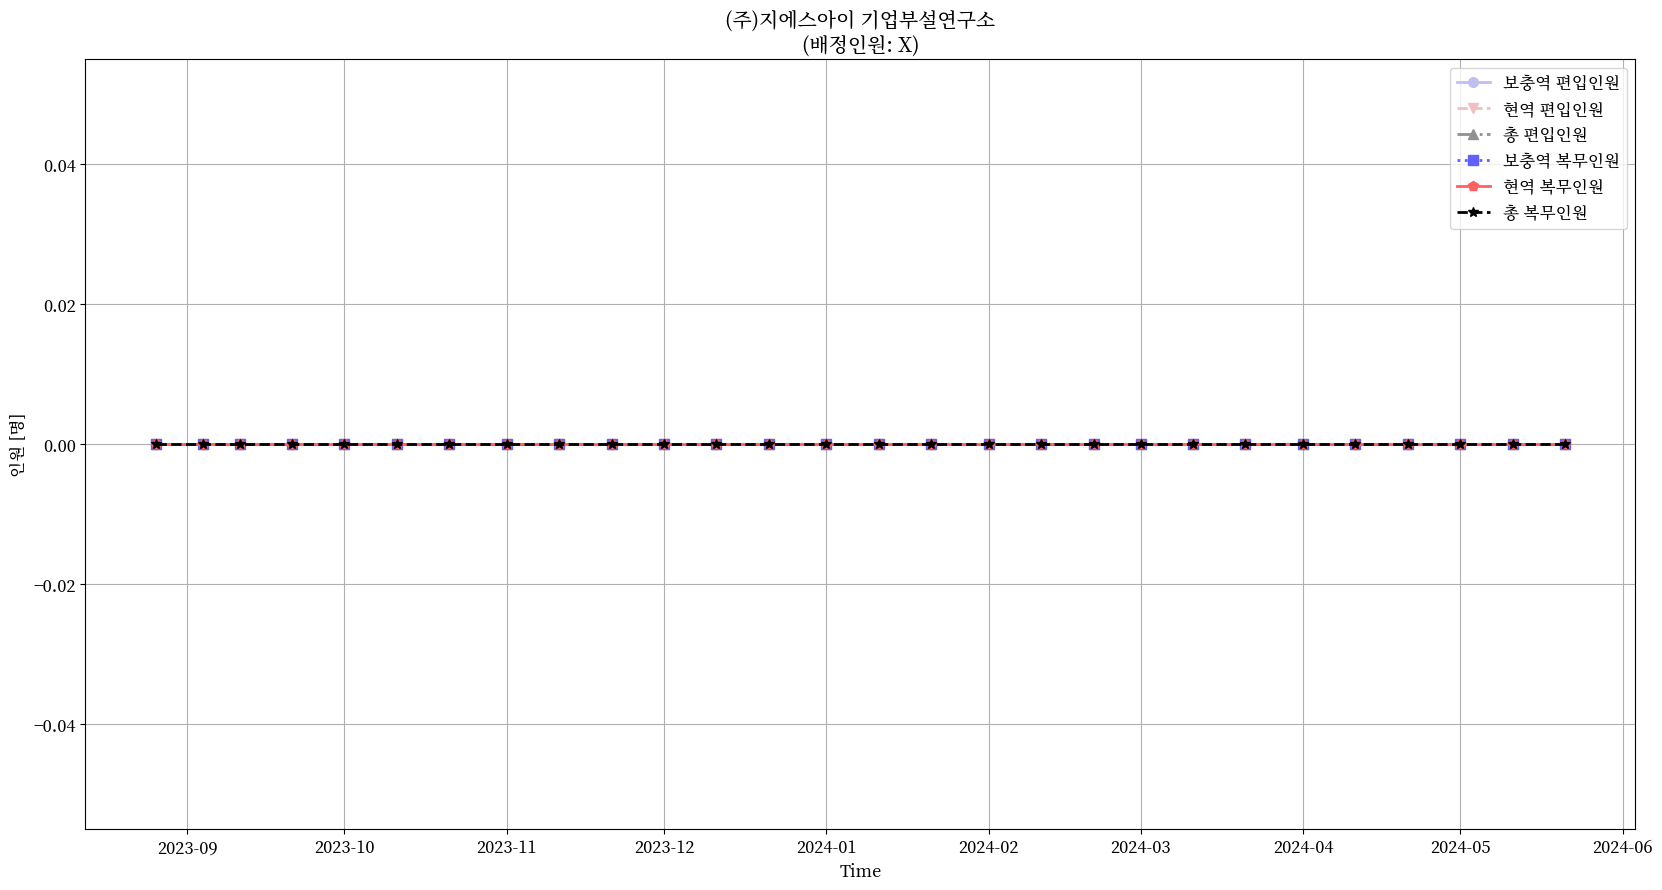 (주)지에스아이 기업부설연구소
(배정인원: X)
보충역 편입인원
현역 편입인원
총 편입인원
보충역 복무인원
현역 복무인원
총 복무인원
인원 [명]
0.04
0.02
0.00
−0.02
−0.04
2023-09 2023-10 2023-11 2023-12 2024-01 2024-02 2024-03 2024-04 2024-05 2024-06
Time